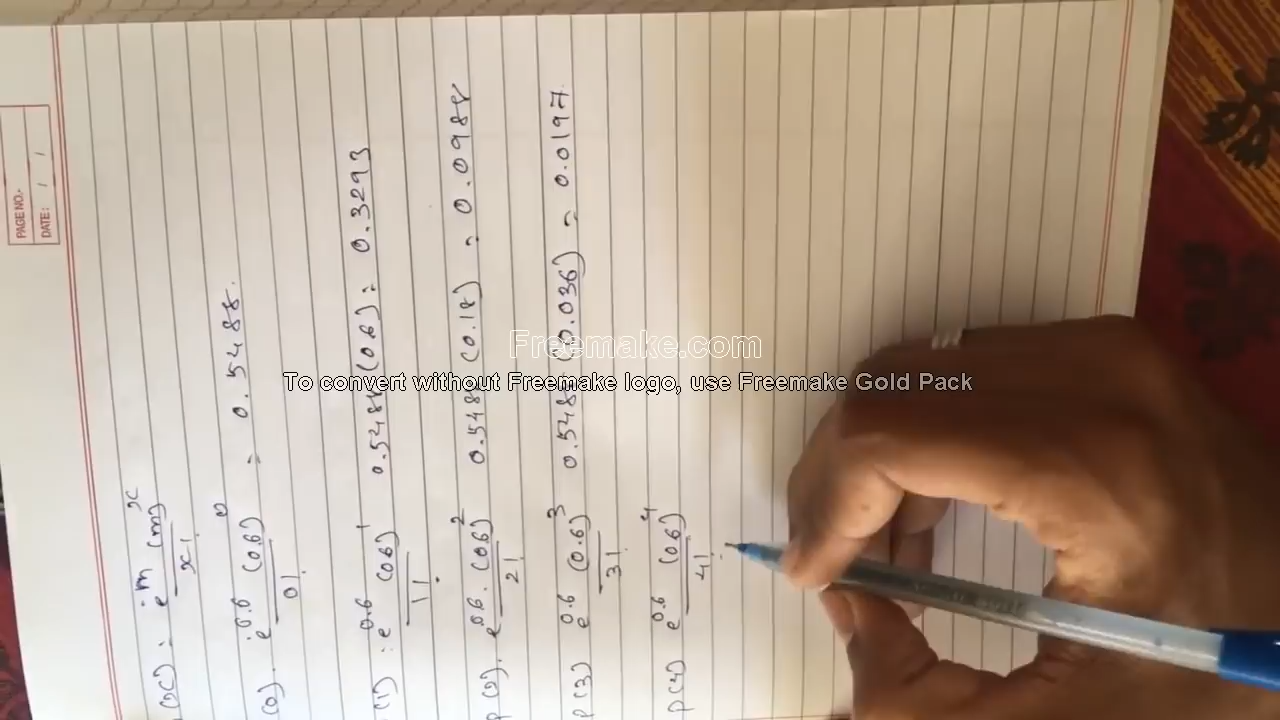 PAGE NO.-
DATE: / /
(x) = e^-m (m)^x / x!
(0). e^-0.6 (0.6)^0 / 0! = 0.5488.
(1) : e^0.6 (0.6)^1 / 1! 0.5488 (0.6) = 0.3293
p(2). e^0.6. (0.6)^2 / 2! 0.548 (0.18) = 0.0988
p(3) e^0.6 (0.6)^3 / 3! 0.548 (0.036) = 0.0197
p(4) e^0.6 (0.6)^4 / 4!
Freemake.com
To convert without Freemake logo, use Freemake Gold Pack